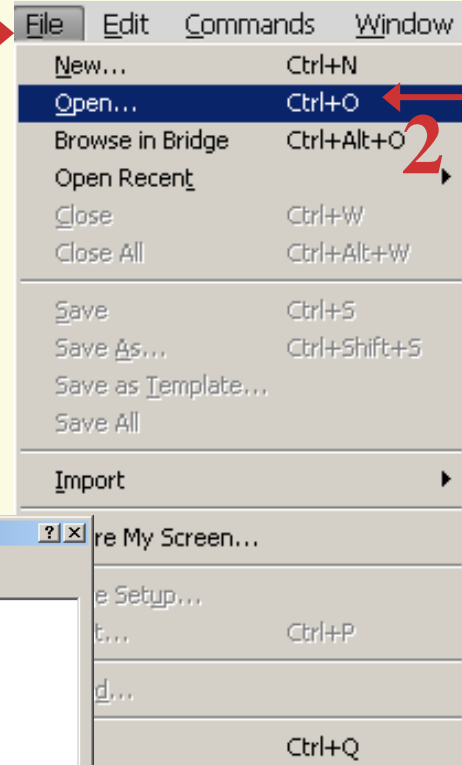 File Edit Commands Window
New... Ctrl+N
Open... Ctrl+O
2
Browse in Bridge Ctrl+Alt+O
Open Recent
Close Ctrl+W
Close All Ctrl+Alt+W
Save Ctrl+S
Save As... Ctrl+Shift+S
Save as Template...
Save All
Import
? X
re My Screen...
e Setup...
t... Ctrl+P
d...
Ctrl+Q